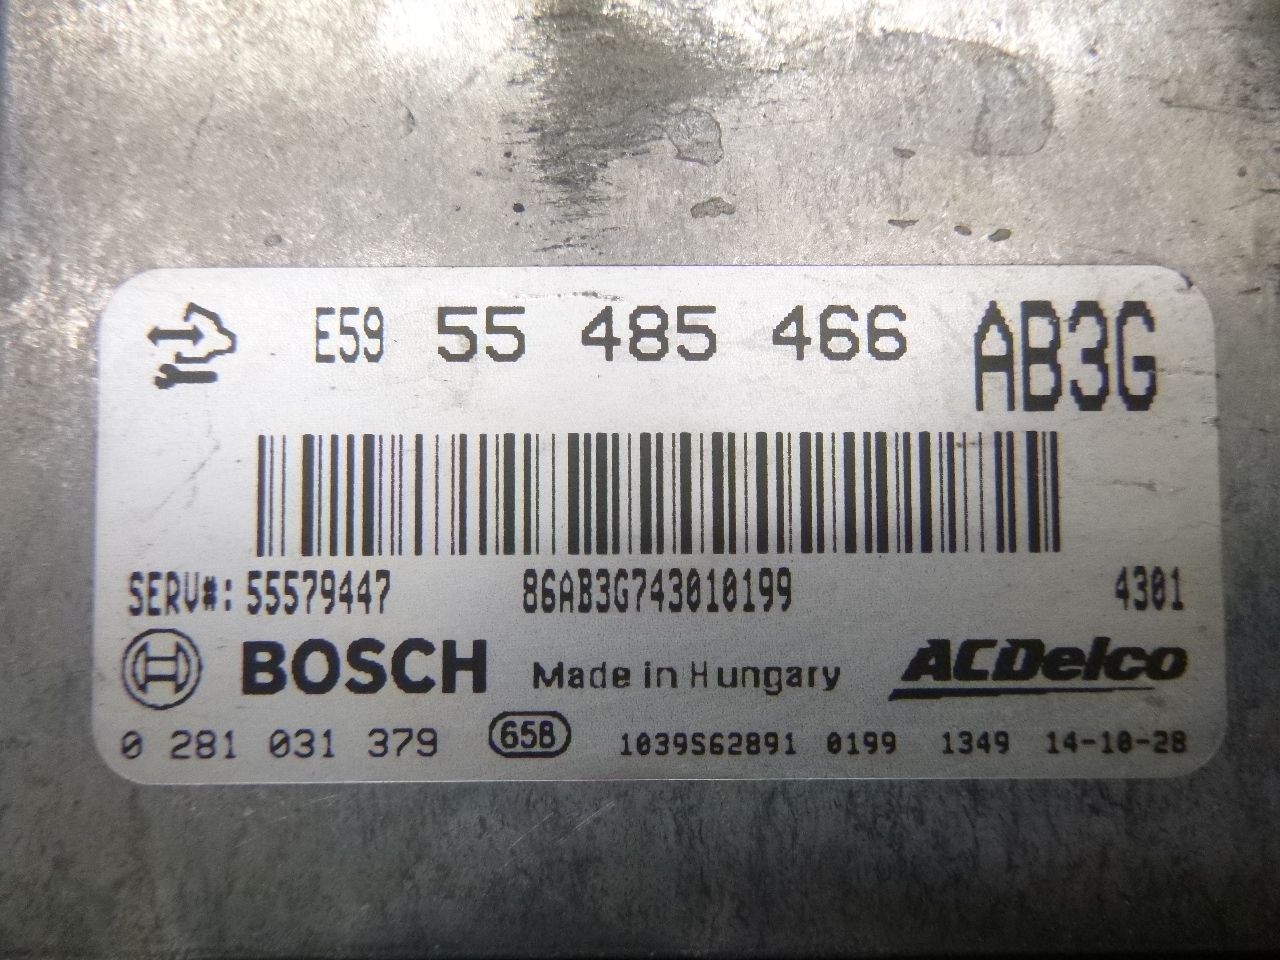 E59 55 485 466 AB3G
SERV#: 55579447 86AB3G743010199 4301
BOSCH Made in Hungary ACDelco
0 281 031 379 65B 1039S62891 0199 1349 14-10-28